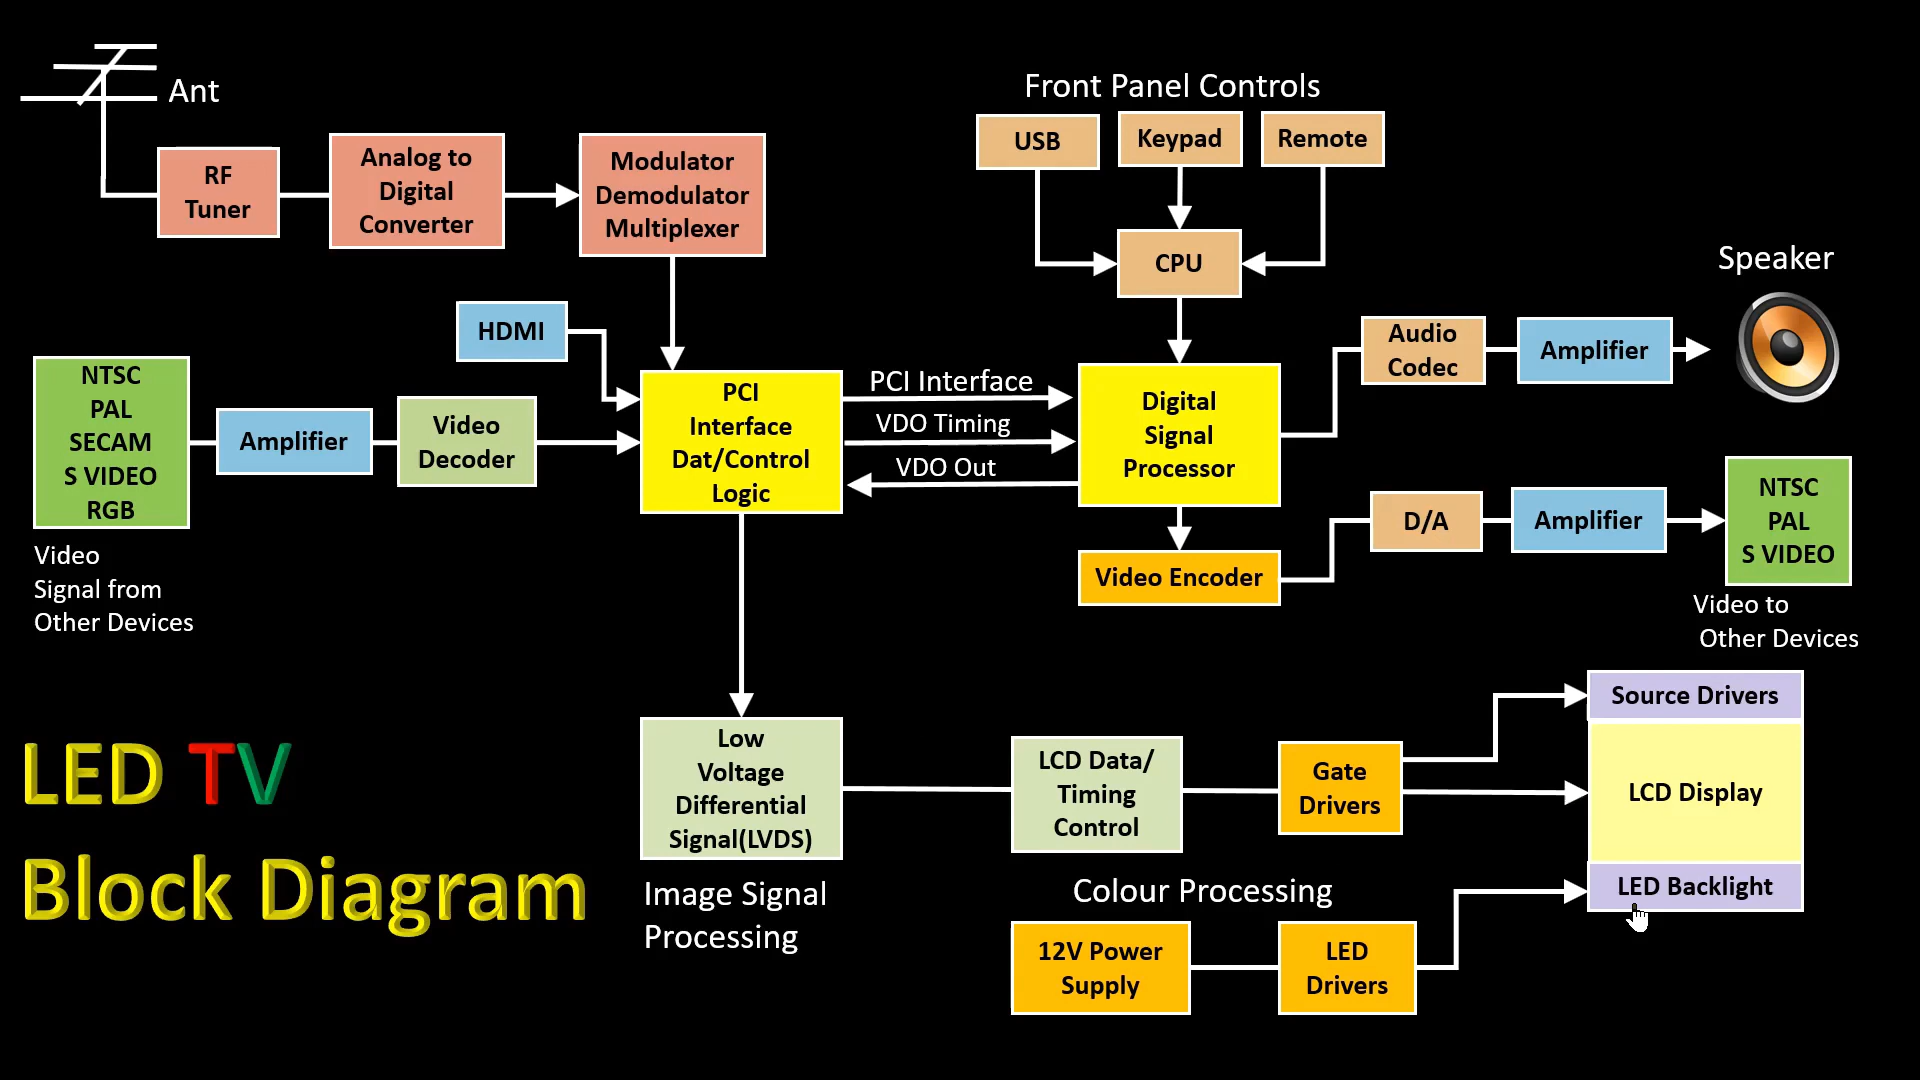 Ant
RF
Tuner
Analog to
Digital
Converter
Modulator
Demodulator
Multiplexer
Front Panel Controls
USB
Keypad
Remote
CPU
HDMI
NTSC
PAL
SECAM
S VIDEO
RGB
Video
Signal from
Other Devices
Amplifier
Video
Decoder
PCI
Interface
Dat/Control
Logic
PCI Interface
VDO Timing
VDO Out
Digital
Signal
Processor
Audio
Codec
Amplifier
Speaker
Video Encoder
D/A
Amplifier
NTSC
PAL
S VIDEO
Video to
Other Devices
LED TV
Block Diagram
Low
Voltage
Differential
Signal(LVDS)
Image Signal
Processing
LCD Data/
Timing
Control
Gate
Drivers
Colour Processing
12V Power
Supply
LED
Drivers
Source Drivers
LCD Display
LED Backlight